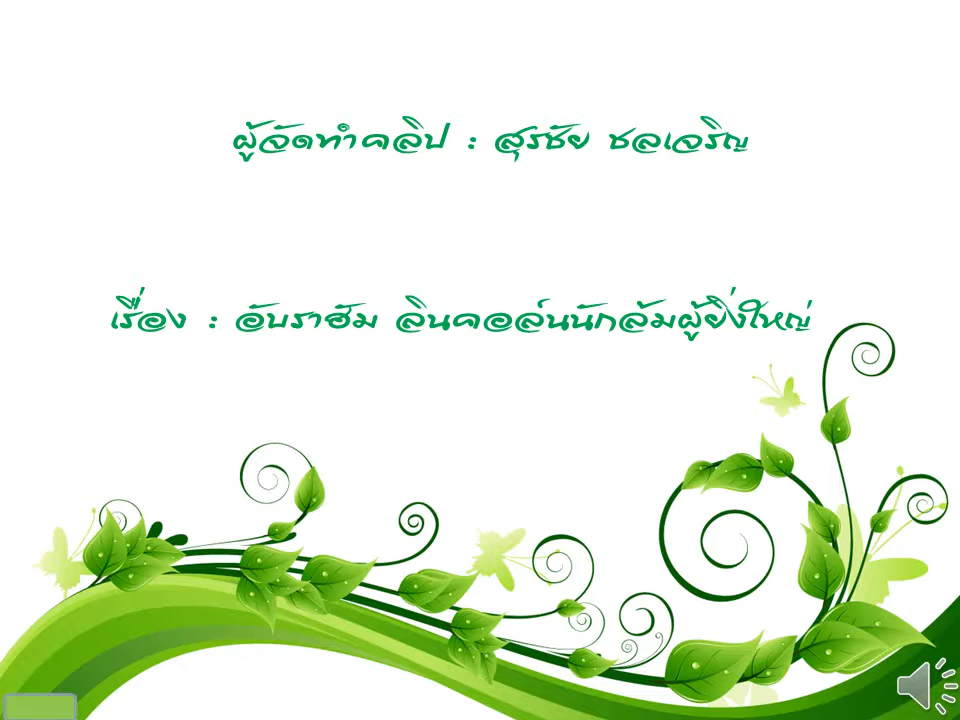 ผู้จัดทำคลิป : สุรชัย ชลเจริญ
เรื่อง : อับราฮัม ลินคอล์นนักล้มผู้ยิ่งใหญ่